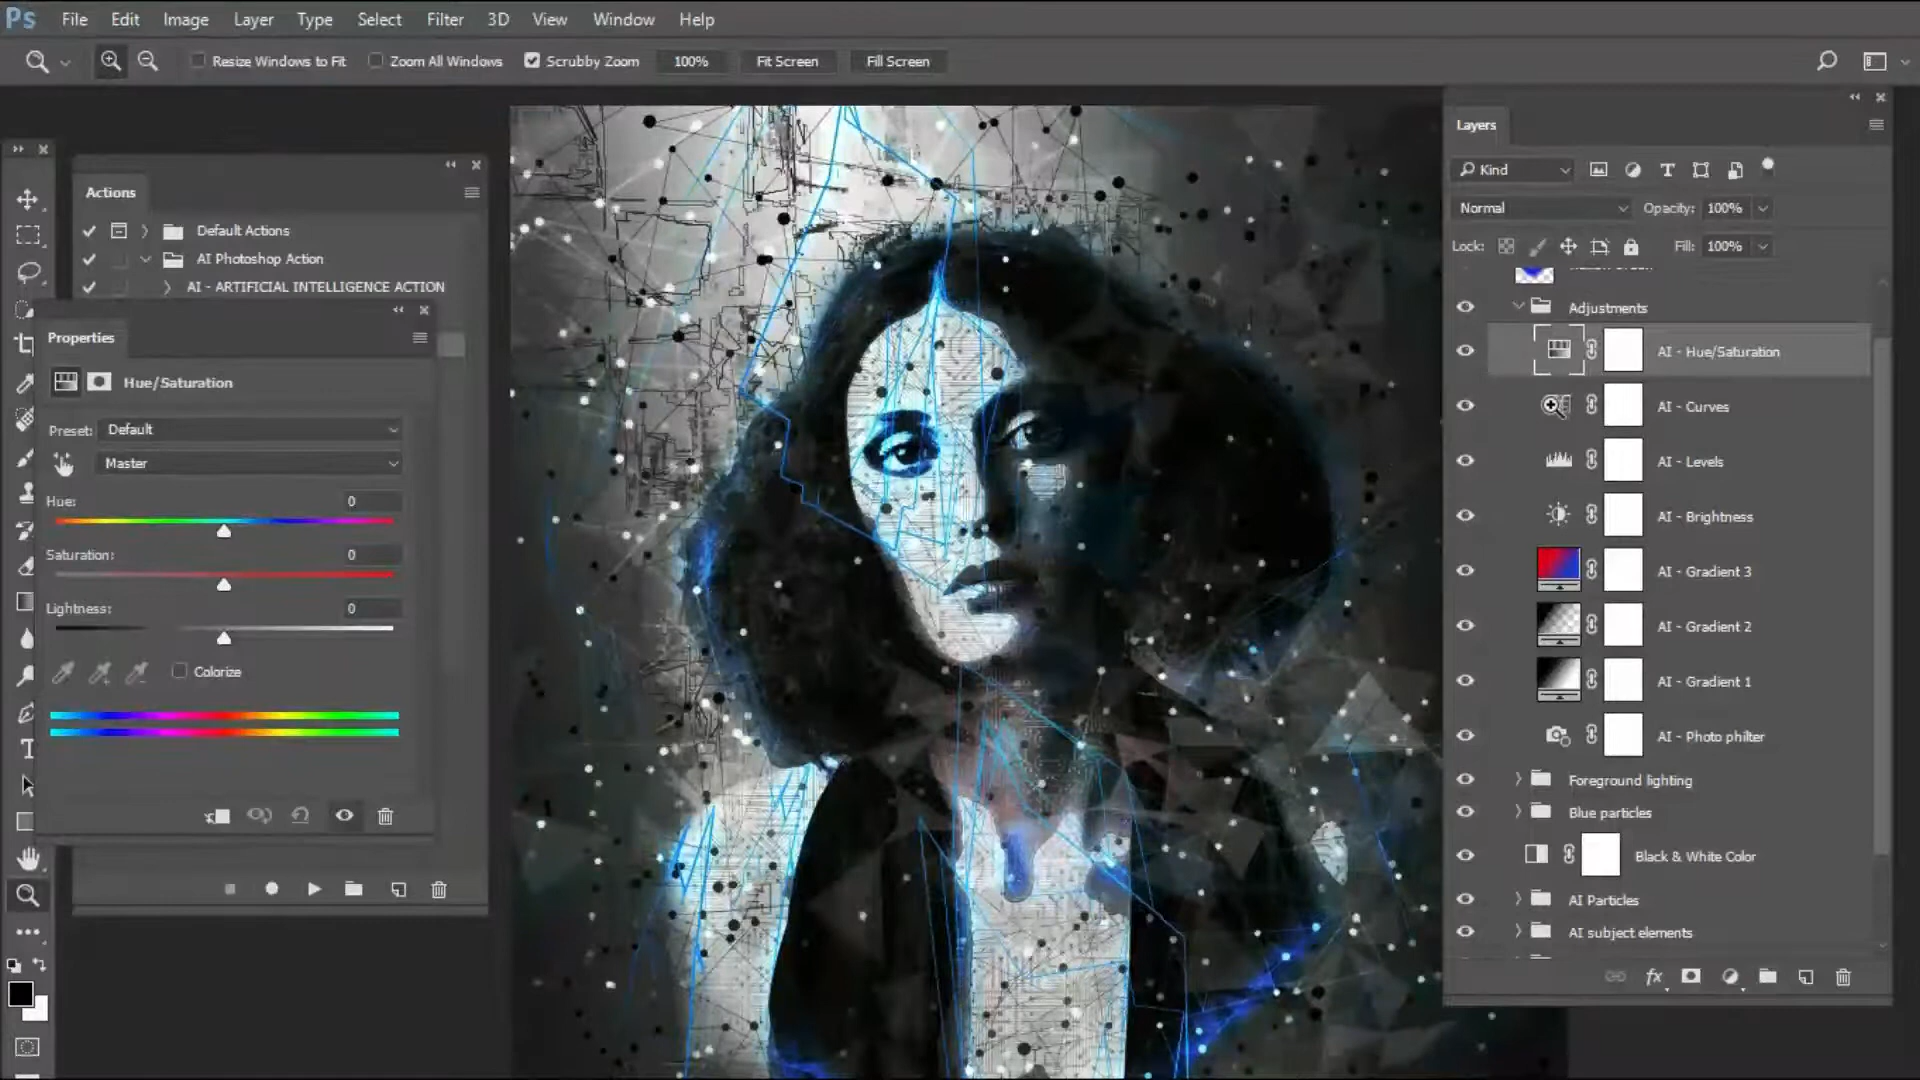 Ps File Edit Image Layer Type Select Filter 3D View Window Help
Resize Windows to Fit Zoom All Windows Scrubby Zoom 100% Fit Screen Fill Screen
Actions
Default Actions
AI Photoshop Action
AI - ARTIFICIAL INTELLIGENCE ACTION
Properties
Hue/Saturation
Preset: Default
Master
Hue: 0
Saturation: 0
Lightness: 0
Colorize
Layers
Kind
Normal Opacity: 100%
Lock: Fill: 100%
Adjustments
AI - Hue/Saturation
AI - Curves
AI - Levels
AI - Brightness
AI - Gradient 3
AI - Gradient 2
AI - Gradient 1
AI - Photo philter
Foreground lighting
Blue particles
Black & White Color
AI Particles
AI subject elements